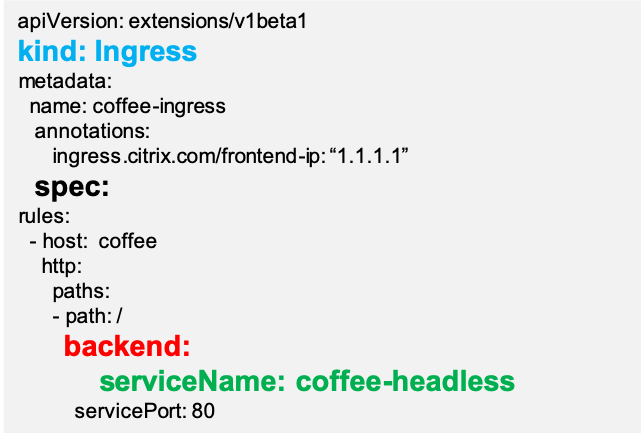 apiVersion: extensions/v1beta1
kind: Ingress
metadata:
name: coffee-ingress
annotations:
ingress.citrix.com/frontend-ip: “1.1.1.1”
spec:
rules:
- host: coffee
http:
paths:
- path: /
backend:
serviceName: coffee-headless
servicePort: 80